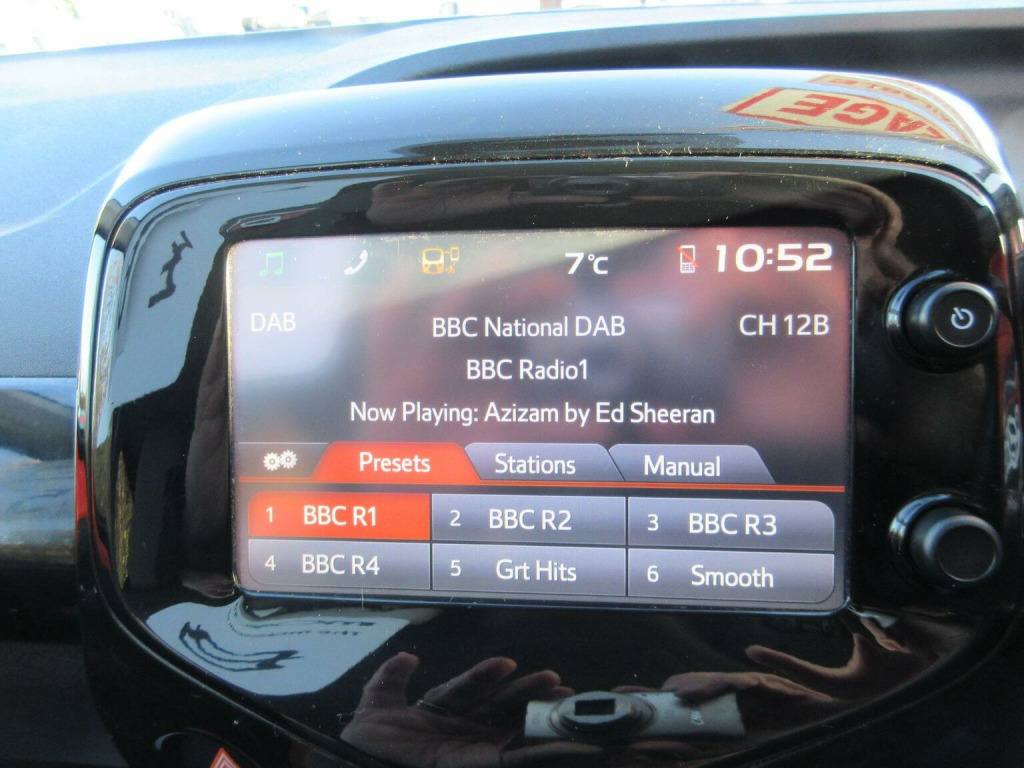 LAGE
7°C
10:52
DAB
BBC National DAB
CH 12B
BBC Radio1
Now Playing: Azizam by Ed Sheeran
Presets
Stations
Manual
1 BBC R1
2 BBC R2
3 BBC R3
4 BBC R4
5 Grt Hits
6 Smooth